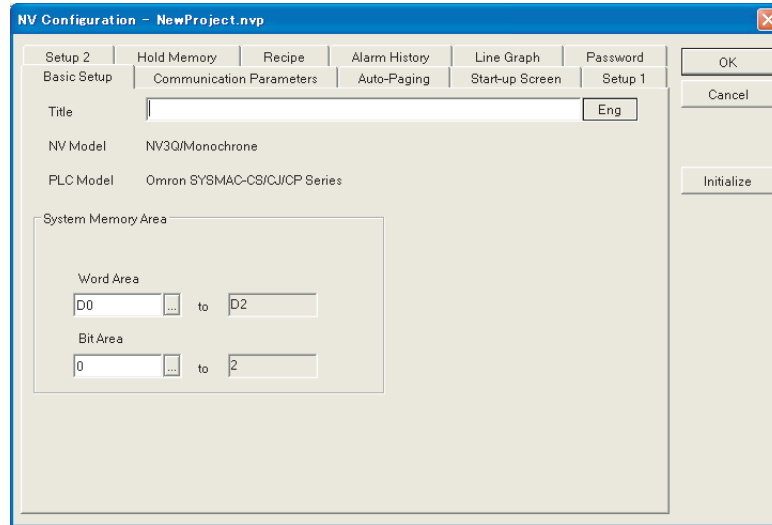 NV Configuration - NewProject.nvp
Setup 2 Hold Memory Recipe Alarm History Line Graph Password
Basic Setup Communication Parameters Auto-Paging Start-up Screen Setup 1
OK
Cancel
Title Eng
NV Model NV3Q/Monochrone
PLC Model Omron SYSMAC-CS/CJ/CP Series
Initialize
System Memory Area
Word Area
D0 ... to D2
Bit Area
0 ... to 2